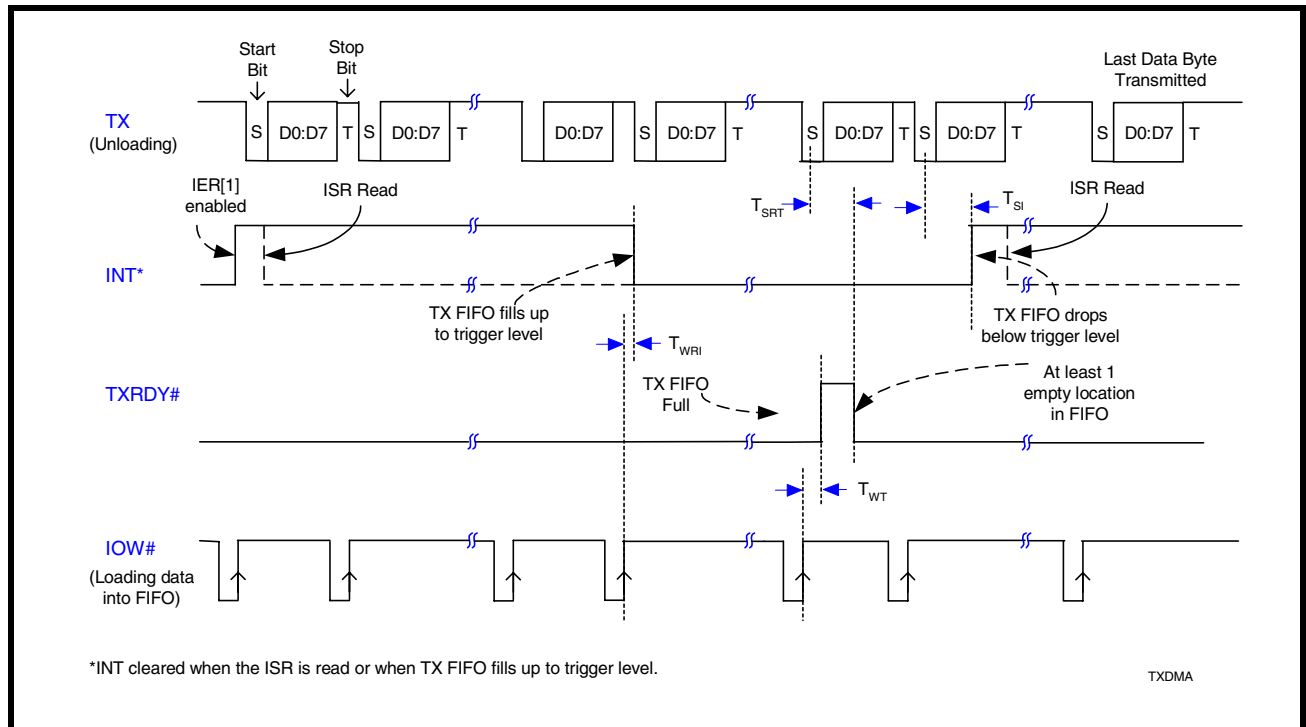 Start
Bit
Stop
Bit
Last Data Byte
Transmitted
TX
(Unloading)
S D0:D7 T S D0:D7 T D0:D7 T S D0:D7 T S D0:D7 T S D0:D7 T S D0:D7 T
IER[1]
enabled
ISR Read
TSRT
TSI
ISR Read
INT*
TX FIFO fills up
to trigger level
TX FIFO drops
below trigger level
TWRI
TXRDY#
TX FIFO
Full
At least 1
empty location
in FIFO
TWT
IOW#
(Loading data
into FIFO)
*INT cleared when the ISR is read or when TX FIFO fills up to trigger level.
TXDMA